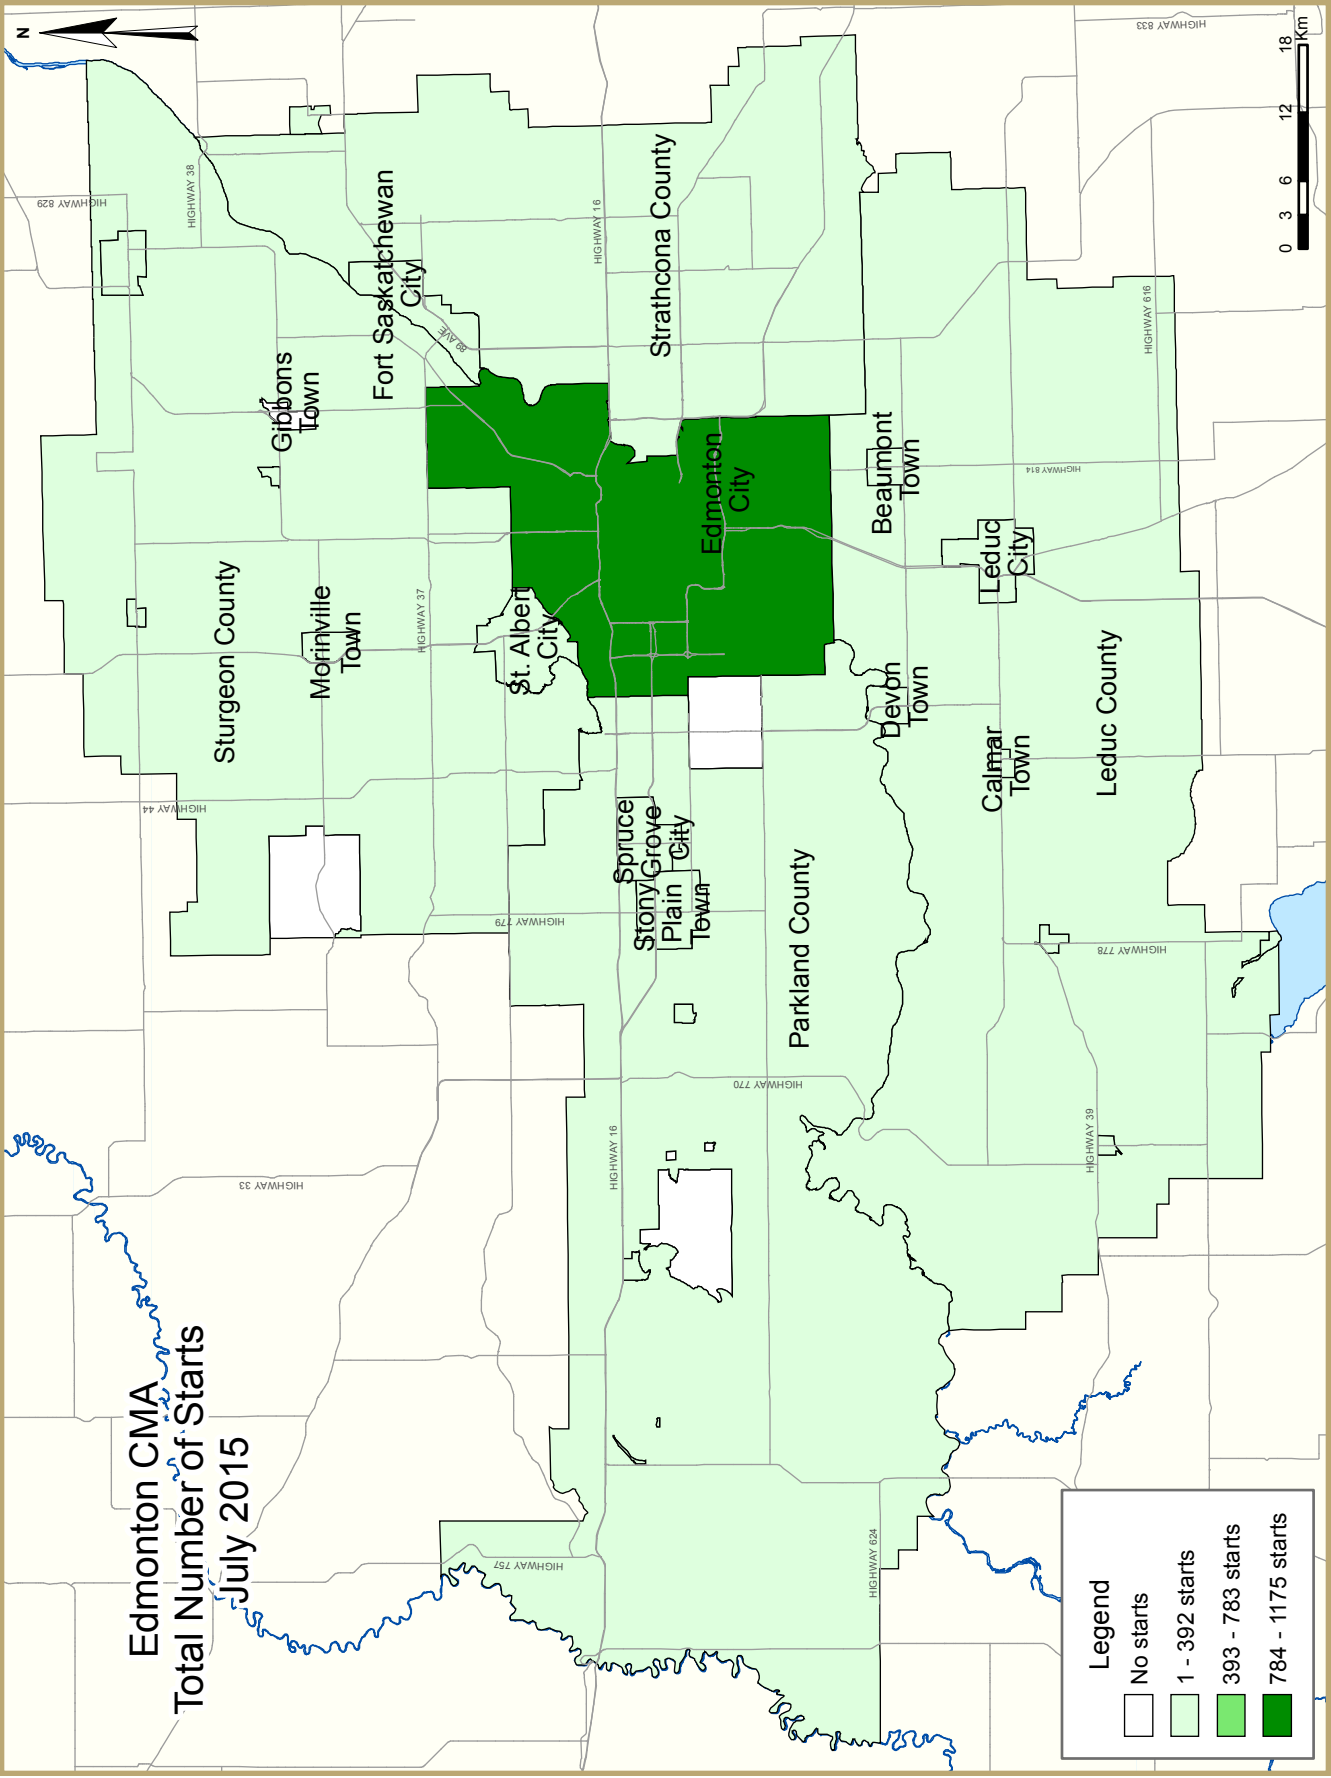 Edmonton CMA
Total Number of Starts
July 2015
N
HIGHWAY 829
HIGHWAY 38
HIGHWAY 833
Gibbons
Town
Fort Saskatchewan
City
89 AVE
HIGHWAY 16
Strathcona County
Sturgeon County
Morinville
Town
HIGHWAY 37
HIGHWAY 44
St. Albert
City
Edmonton
City
Beaumont
Town
HIGHWAY 814
HIGHWAY 616
Leduc
City
Devon
Town
Calmar
Town
Leduc County
Spruce
Grove
City
Stony
Plain
Town
HIGHWAY 779
Parkland County
HIGHWAY 778
HIGHWAY 770
HIGHWAY 39
HIGHWAY 16
HIGHWAY 33
HIGHWAY 757
HIGHWAY 624
Legend
No starts
1 - 392 starts
393 - 783 starts
784 - 1175 starts
0 3 6 12 18
Km